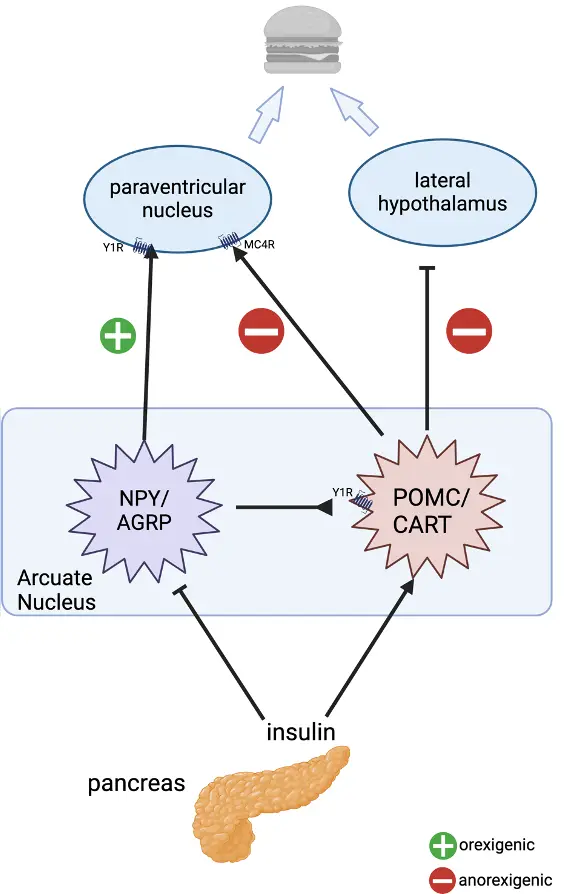 paraventricular
nucleus
lateral
hypothalamus
Y1R
MC4R
NPY/
AGRP
Y1R
POMC/
CART
Arcuate
Nucleus
insulin
pancreas
orexigenic
anorexigenic